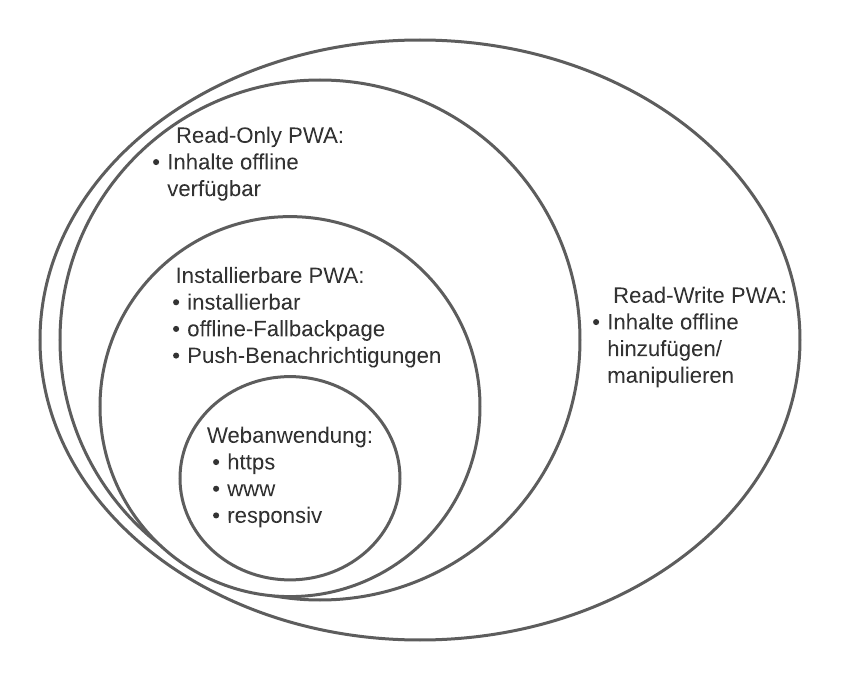 Read-Only PWA:
• Inhalte offline
verfügbar
Installierbare PWA:
• installierbar
• offline-Fallbackpage
• Push-Benachrichtigungen
Webanwendung:
• https
• www
• responsiv
Read-Write PWA:
• Inhalte offline
hinzufügen/
manipulieren